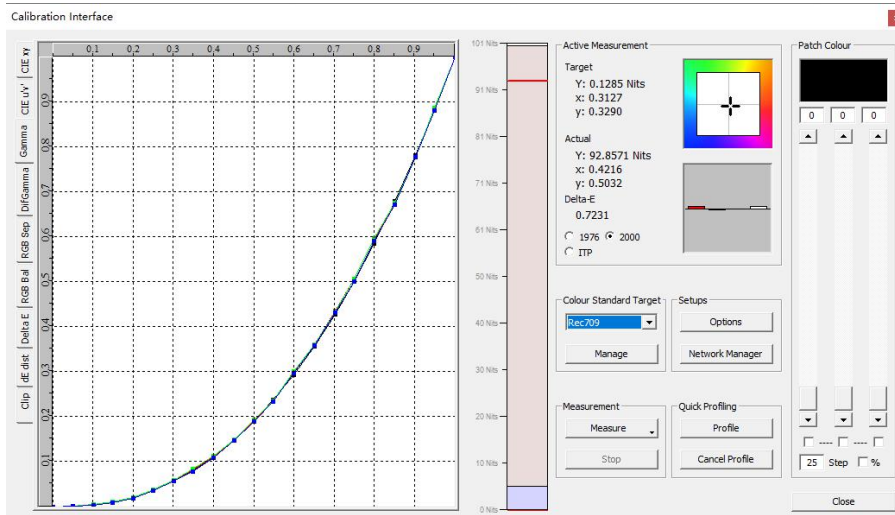 Calibration Interface
CIE xy
CIE u'v'
Gamma
DifGamma
RGB Sep
RGB Bal
Delta E
dE dist
Clip
0,1 0,2 0,3 0,4 0,5 0,6 0,7 0,8 0,9
0,9
0,8
0,7
0,6
0,5
0,4
0,3
0,2
0,1
101 Nits
91 Nits
81 Nits
71 Nits
61 Nits
50 Nits
40 Nits
30 Nits
20 Nits
10 Nits
0 Nits
Active Measurement
Target
Y: 0.1285 Nits
x: 0.3127
y: 0.3290
Actual
Y: 92.8571 Nits
x: 0.4216
y: 0.5032
Delta-E
0.7231
1976 2000
ITP
Colour Standard Target
Rec709
Manage
Setups
Options
Network Manager
Measurement
Measure
Stop
Quick Profiling
Profile
Cancel Profile
Patch Colour
0 0 0
---- ----
25 Step %
Close